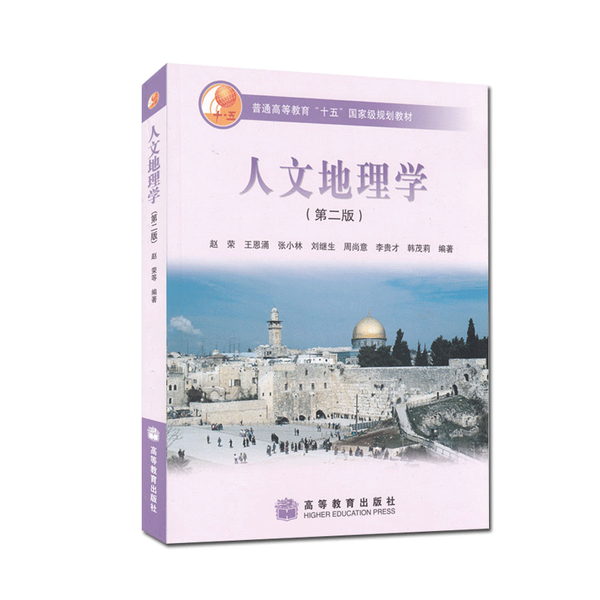 十·五
普通高等教育“十五”国家级规划教材
人文地理学
（第二版）
赵 荣 王恩涌 张小林 刘继生 周尚意 李贵才 韩茂莉 编著
高等教育出版社
HIGHER EDUCATION PRESS
人文地理学
（第二版）
赵 荣等 编著
高等教育出版社